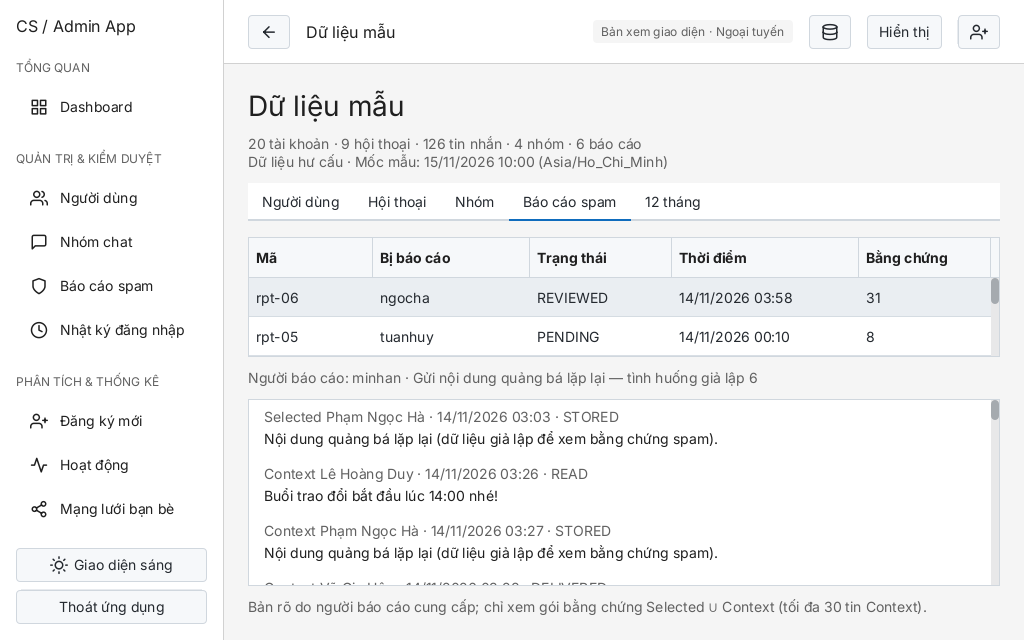 CS / Admin App
TỔNG QUAN
Dashboard
QUẢN TRỊ & KIỂM DUYỆT
Người dùng
Nhóm chat
Báo cáo spam
Nhật ký đăng nhập
PHÂN TÍCH & THỐNG KÊ
Đăng ký mới
Hoạt động
Mạng lưới bạn bè
Giao diện sáng
Thoát ứng dụng
Dữ liệu mẫu
Bản xem giao diện · Ngoại tuyến
Hiển thị
Dữ liệu mẫu
20 tài khoản · 9 hội thoại · 126 tin nhắn · 4 nhóm · 6 báo cáo
Dữ liệu hư cấu · Mốc mẫu: 15/11/2026 10:00 (Asia/Ho_Chi_Minh)
Người dùng Hội thoại Nhóm Báo cáo spam 12 tháng
Mã Bị báo cáo Trạng thái Thời điểm Bằng chứng
rpt-06 ngocha REVIEWED 14/11/2026 03:58 31
rpt-05 tuanhuy PENDING 14/11/2026 00:10 8
Người báo cáo: minhan · Gửi nội dung quảng bá lặp lại — tình huống giả lập 6
Selected Phạm Ngọc Hà · 14/11/2026 03:03 · STORED
Nội dung quảng bá lặp lại (dữ liệu giả lập để xem bằng chứng spam).
Context Lê Hoàng Duy · 14/11/2026 03:26 · READ
Buổi trao đổi bắt đầu lúc 14:00 nhé!
Context Phạm Ngọc Hà · 14/11/2026 03:27 · STORED
Nội dung quảng bá lặp lại (dữ liệu giả lập để xem bằng chứng spam).
Bản rõ do người báo cáo cung cấp; chỉ xem gói bằng chứng Selected ∪ Context (tối đa 30 tin Context).